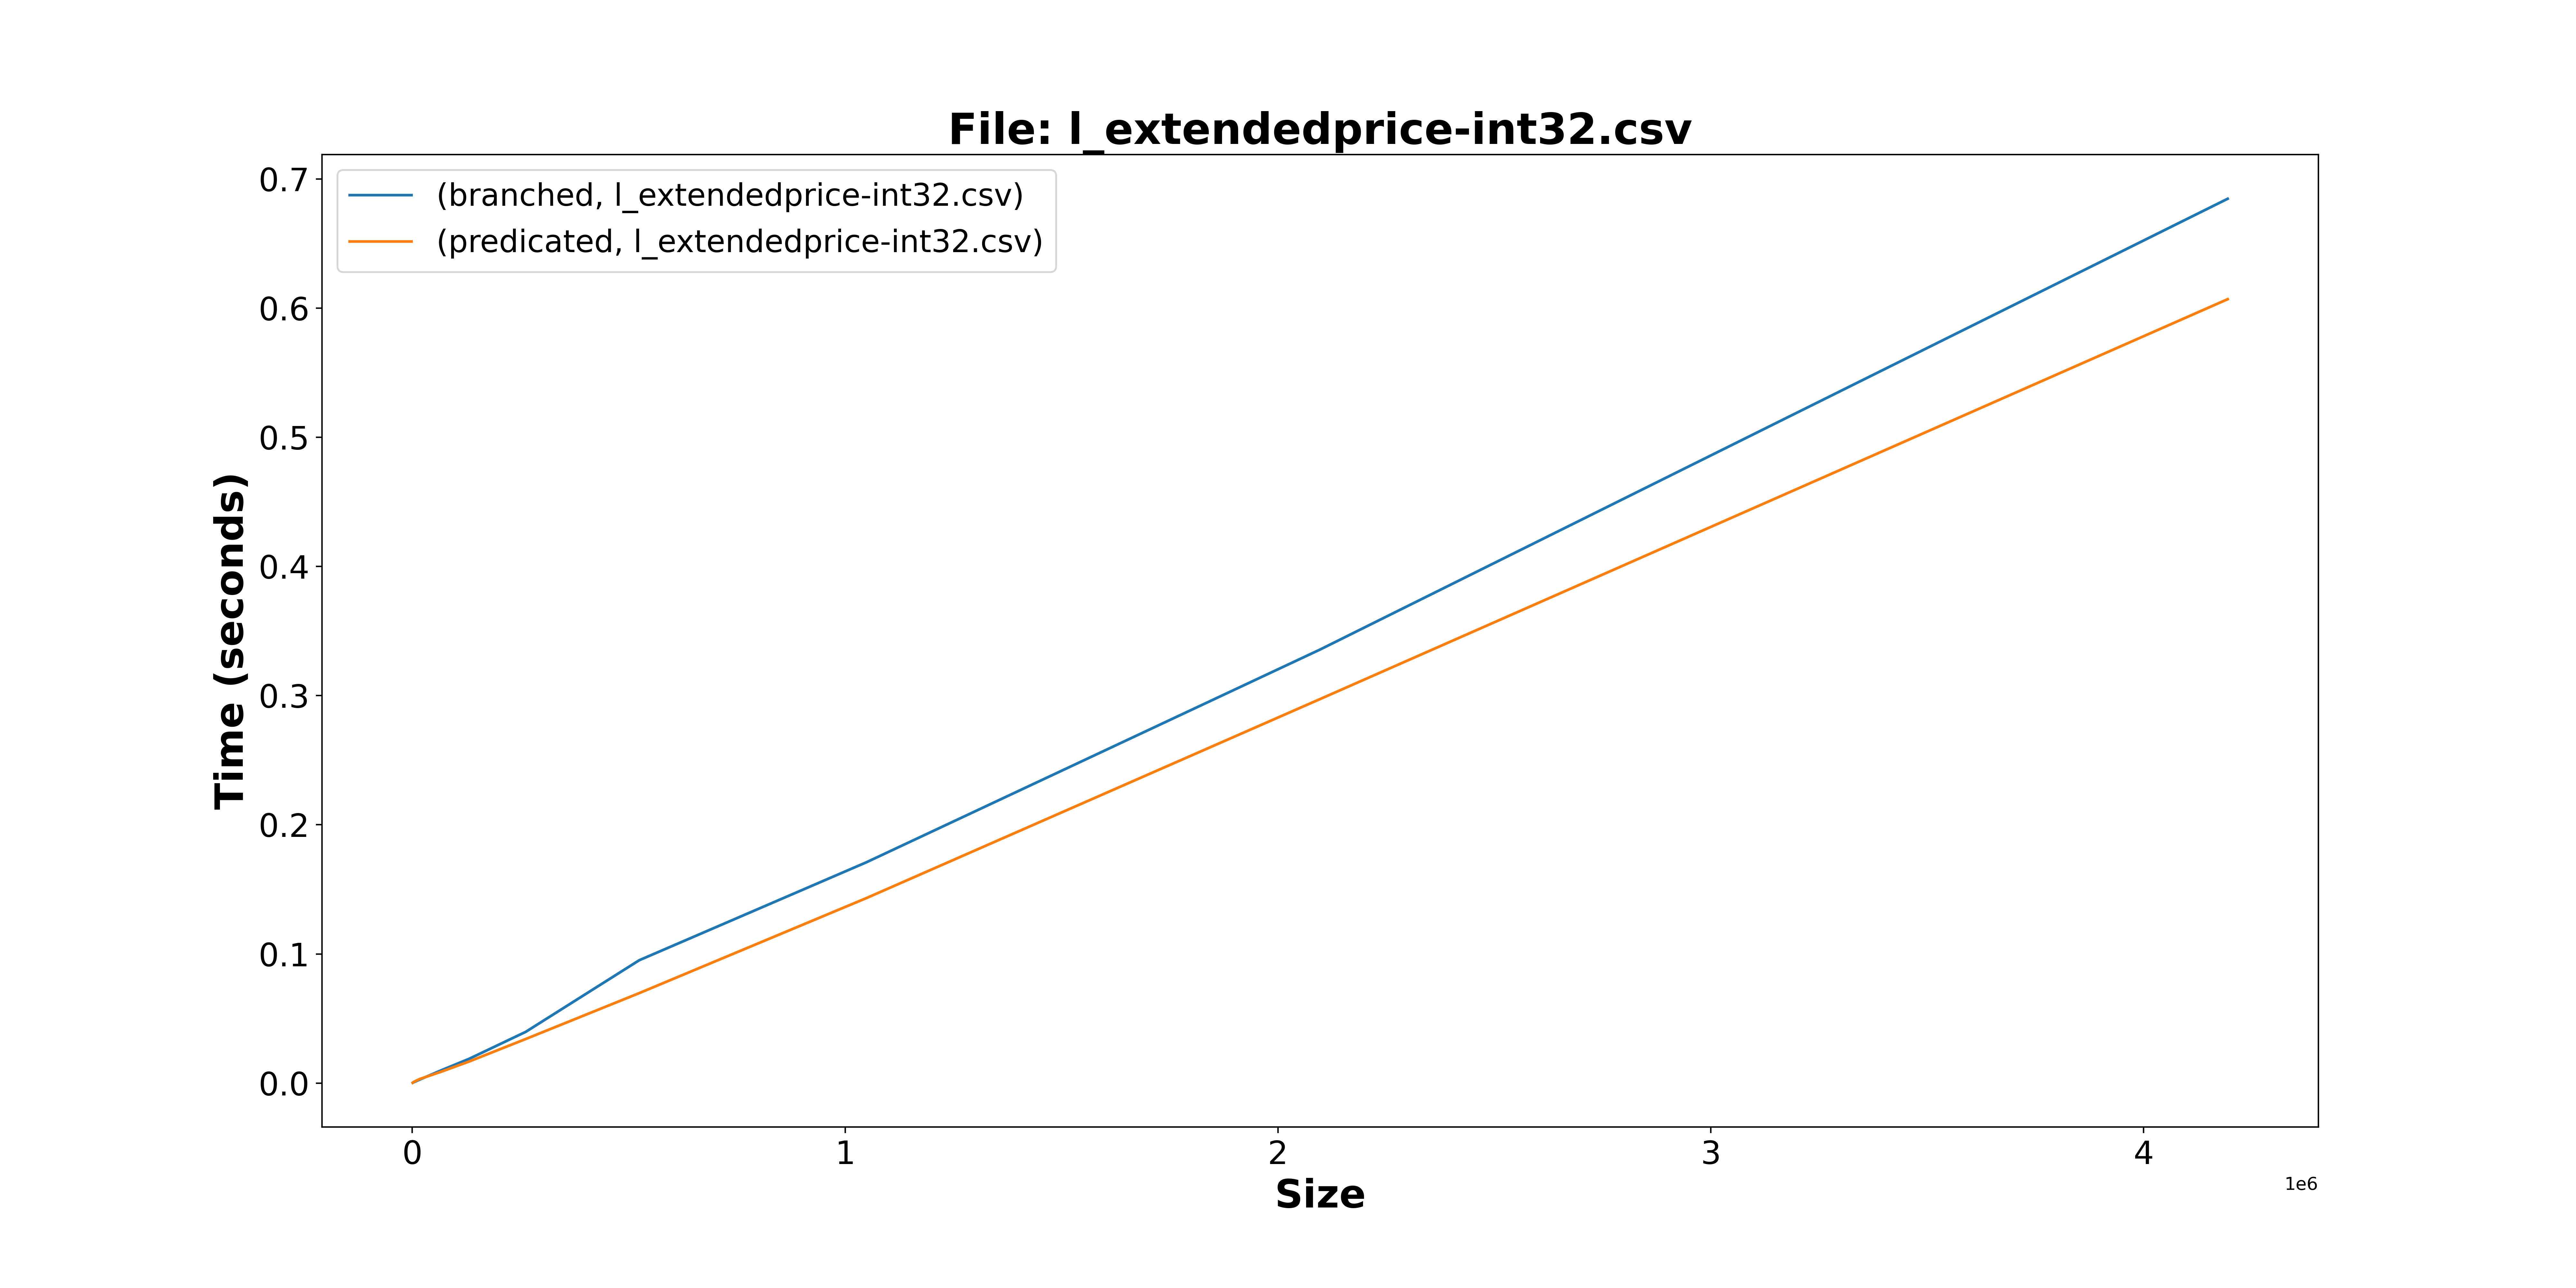 File: l_extendedprice-int32.csv
(branched, l_extendedprice-int32.csv)
(predicated, l_extendedprice-int32.csv)
0.7
0.6
0.5
0.4
0.3
0.2
0.1
0.0
Time (seconds)
0 1 2 3 4
1e6
Size